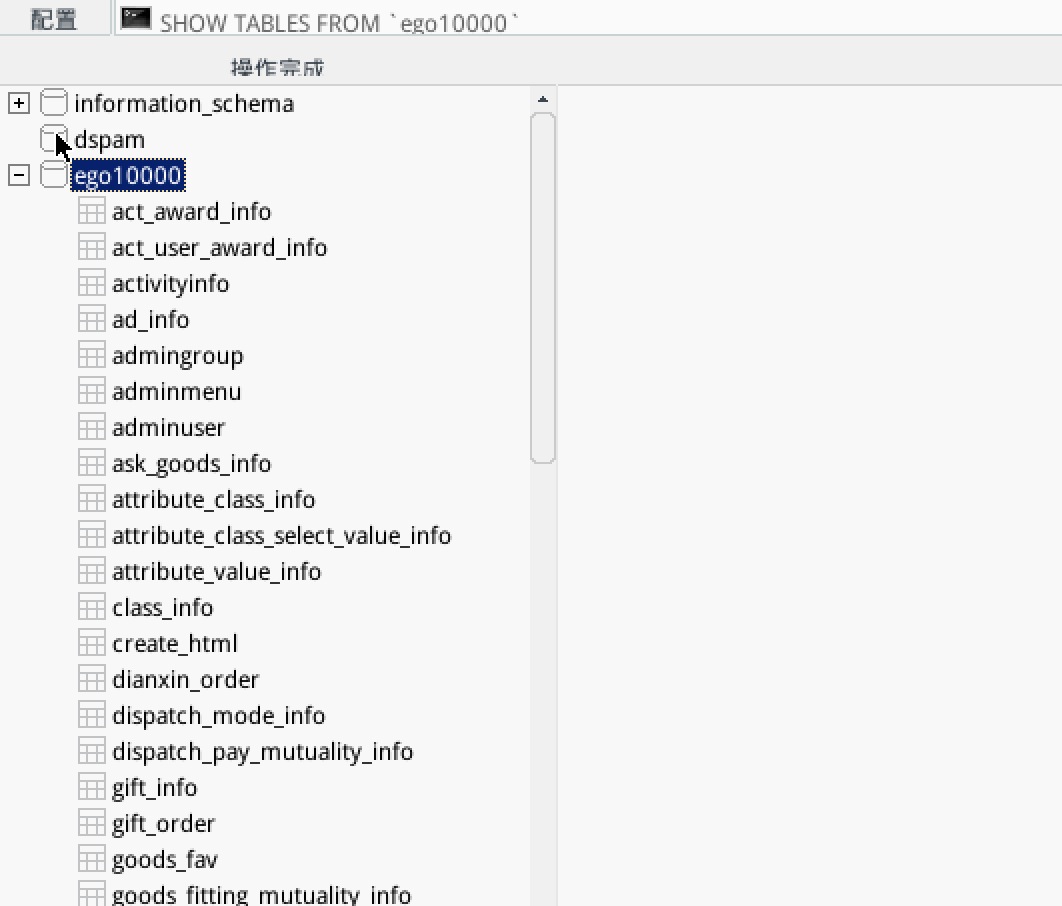 配置
SHOW TABLES FROM `ego10000`
操作完成
information_schema
dspam
ego10000
act_award_info
act_user_award_info
activityinfo
ad_info
admingroup
adminmenu
adminuser
ask_goods_info
attribute_class_info
attribute_class_select_value_info
attribute_value_info
class_info
create_html
dianxin_order
dispatch_mode_info
dispatch_pay_mutuality_info
gift_info
gift_order
goods_fav
goods_fitting_mutuality_info